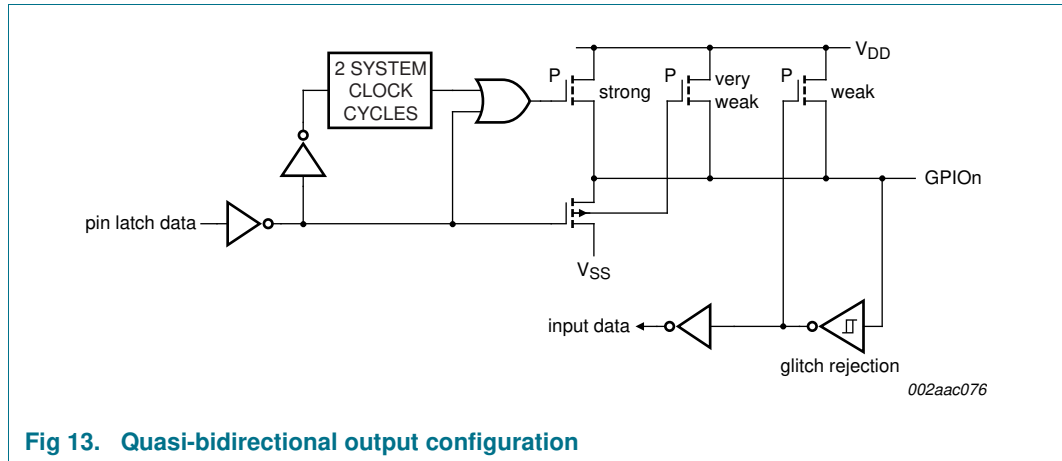 2 SYSTEM
CLOCK
CYCLES
P
strong
P
very
weak
P
weak
VDD
GPIOn
pin latch data
VSS
input data
glitch rejection
002aac076
Fig 13. Quasi-bidirectional output configuration